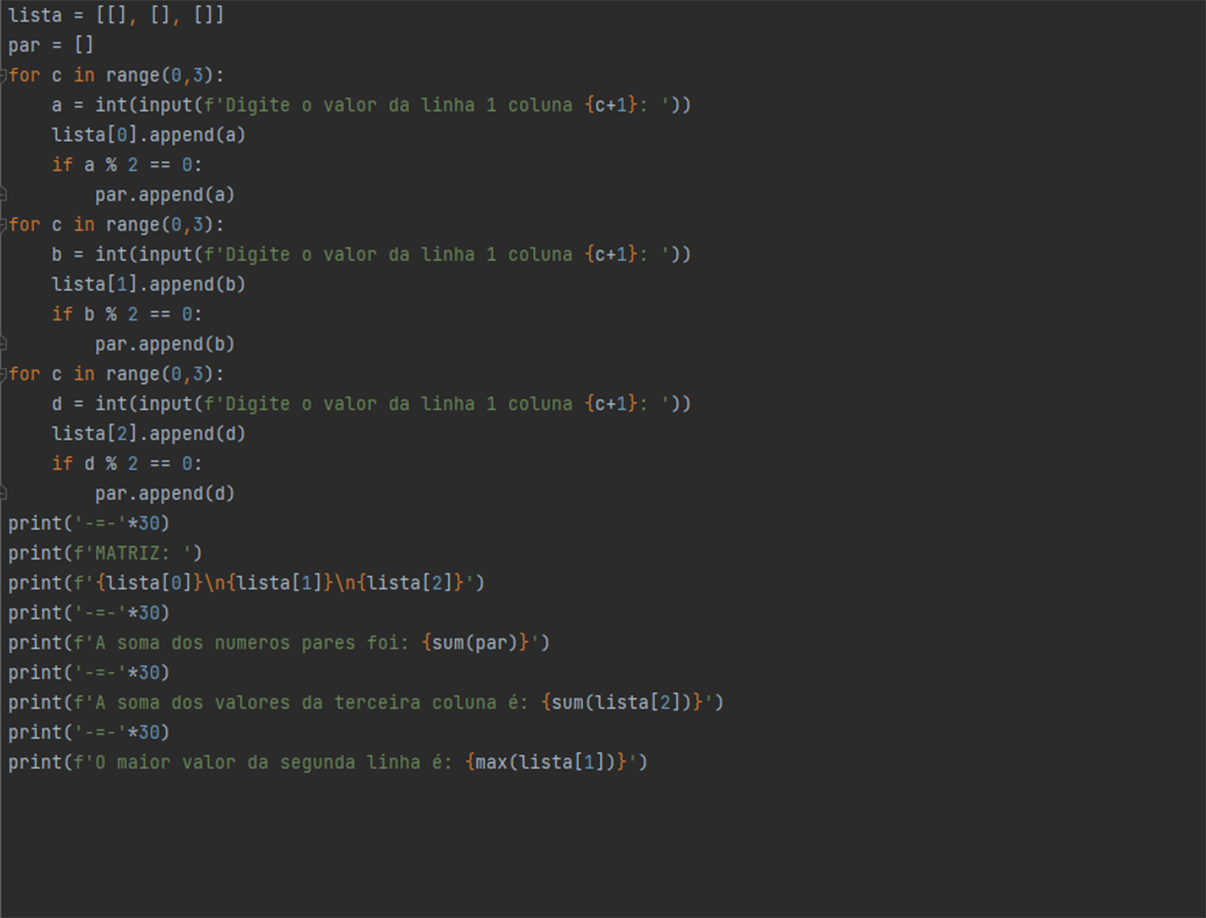 lista = [[], [], []]
par = []
for c in range(0,3):
    a = int(input(f'Digite o valor da linha 1 coluna {c+1}: '))
    lista[0].append(a)
    if a % 2 == 0:
        par.append(a)
for c in range(0,3):
    b = int(input(f'Digite o valor da linha 1 coluna {c+1}: '))
    lista[1].append(b)
    if b % 2 == 0:
        par.append(b)
for c in range(0,3):
    d = int(input(f'Digite o valor da linha 1 coluna {c+1}: '))
    lista[2].append(d)
    if d % 2 == 0:
        par.append(d)
print('-=-'*30)
print(f'MATRIZ: ')
print(f'{lista[0]}\n{lista[1]}\n{lista[2]}')
print('-=-'*30)
print(f'A soma dos numeros pares foi: {sum(par)}')
print('-=-'*30)
print(f'A soma dos valores da terceira coluna é: {sum(lista[2])}')
print('-=-'*30)
print(f'O maior valor da segunda linha é: {max(lista[1])}')